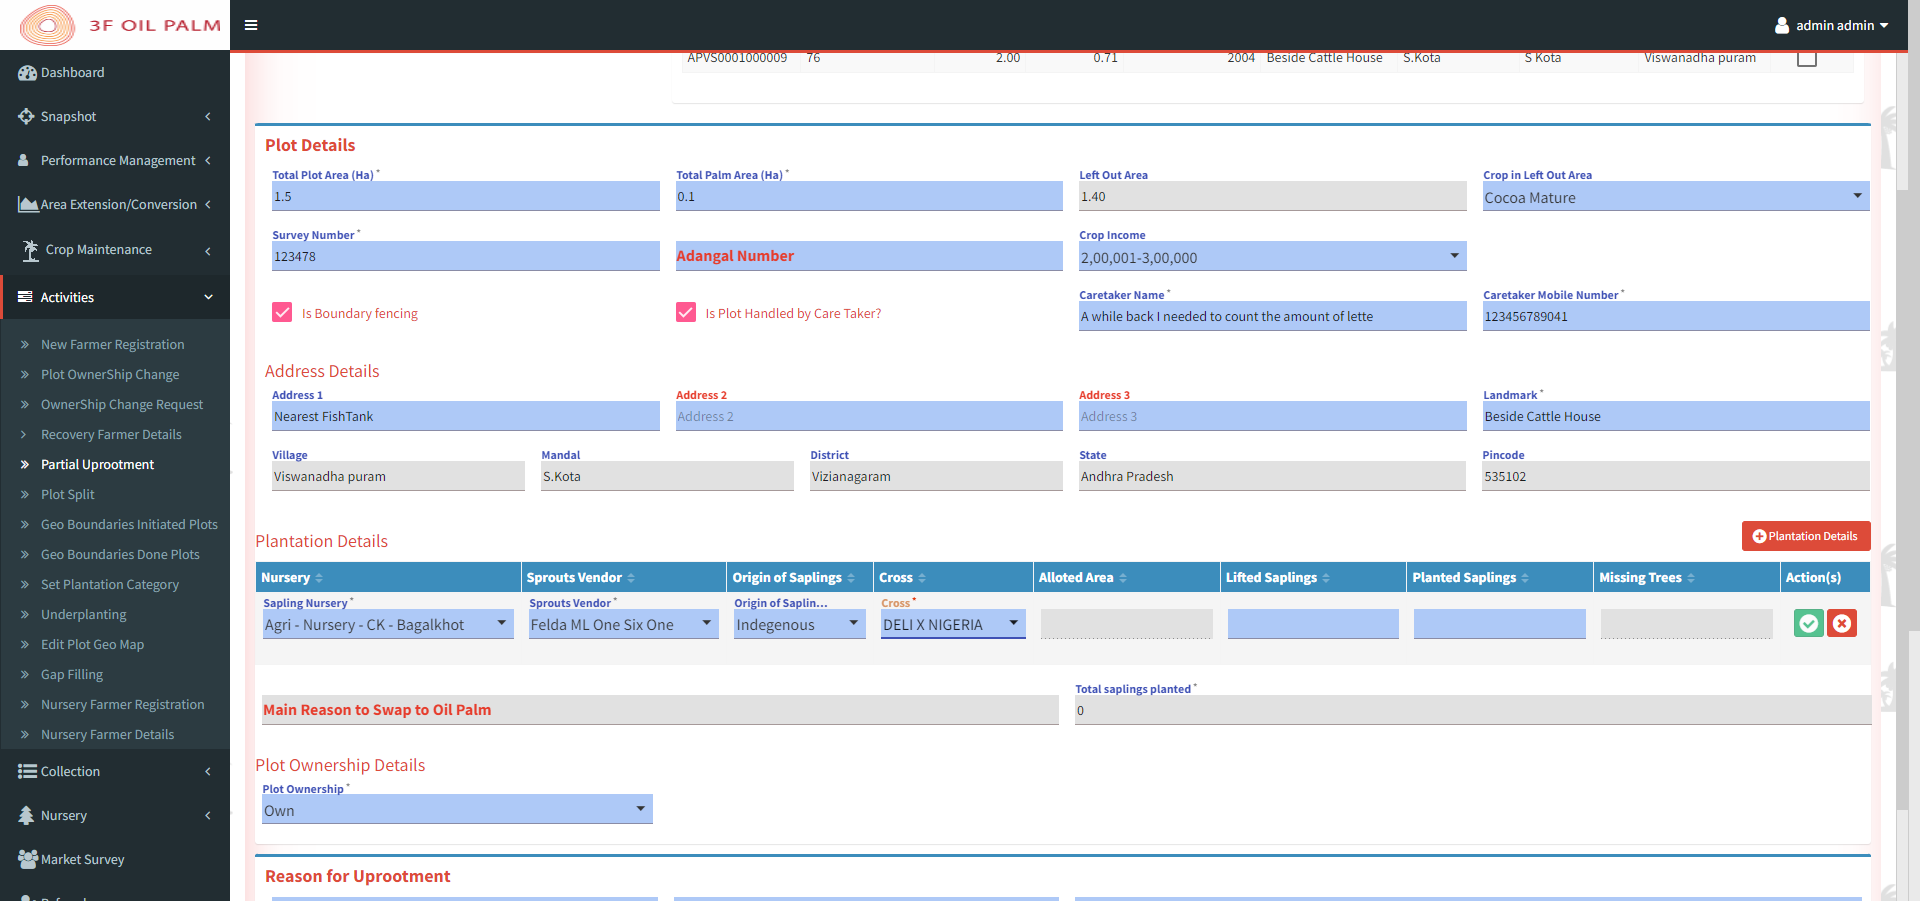 3F OIL PALM
admin admin
Dashboard
Snapshot
Performance Management
Area Extension/Conversion
Crop Maintenance
Activities
New Farmer Registration
Plot OwnerShip Change
OwnerShip Change Request
Recovery Farmer Details
Partial Uprootment
Plot Split
Geo Boundaries Initiated Plots
Geo Boundaries Done Plots
Set Plantation Category
Underplanting
Edit Plot Geo Map
Gap Filling
Nursery Farmer Registration
Nursery Farmer Details
Collection
Nursery
Market Survey
APVS0001000009 76 2.00 0.71 2004 Beside Cattle House S.Kota S Kota Viswanadha puram
Plot Details
Total Plot Area (Ha) * Total Palm Area (Ha) * Left Out Area Crop in Left Out Area
1.5 0.1 1.40 Cocoa Mature
Survey Number * Crop Income
123478 Adangal Number 2,00,001-3,00,000
Caretaker Name * Caretaker Mobile Number *
Is Boundary fencing Is Plot Handled by Care Taker? A while back I needed to count the amount of lette 123456789041
Address Details
Address 1 Address 2 Address 3 Landmark *
Nearest FishTank Address 2 Address 3 Beside Cattle House
Village Mandal District State Pincode
Viswanadha puram S.Kota Vizianagaram Andhra Pradesh 535102
Plantation Details Plantation Details
Nursery Sprouts Vendor Origin of Saplings Cross Alloted Area Lifted Saplings Planted Saplings Missing Trees Action(s)
Sapling Nursery * Sprouts Vendor * Origin of Saplin... Cross *
Agri - Nursery - CK - Bagalkhot Felda ML One Six One Indegenous DELI X NIGERIA
Total saplings planted *
Main Reason to Swap to Oil Palm 0
Plot Ownership Details
Plot Ownership *
Own
Reason for Uprootment